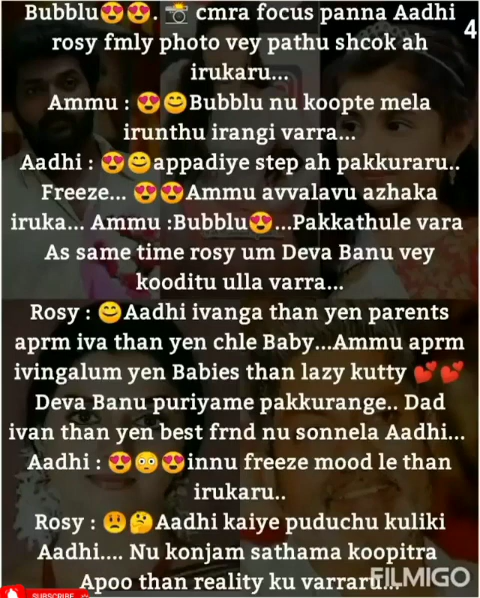 Bubblu😍😍. 📸 cmra focus panna Aadhi
4
rosy fmly photo vey pathu shcok ah
irukaru...
Ammu : 😍😊Bubblu nu koopte mela
irunthu irangi varra...
Aadhi : 😍😊appadiye step ah pakkuraru..
Freeze... 😍😍Ammu avvalavu azhaka
iruka... Ammu :Bubblu😍...Pakkathule vara
As same time rosy um Deva Banu vey
kooditu ulla varra...
Rosy : 😊Aadhi ivanga than yen parents
aprm iva than yen chle Baby...Ammu aprm
ivingalum yen Babies than lazy kutty 💕💕
Deva Banu puriyame pakkurange.. Dad
ivan than yen best frnd nu sonnela Aadhi...
Aadhi : 😍😳😍innu freeze mood le than
irukaru..
Rosy : 😟🤔Aadhi kaiye puduchu kuliki
Aadhi.... Nu konjam sathama koopitra
Apoo than reality ku varraru...
FILMIGO
SUBSCRIBE